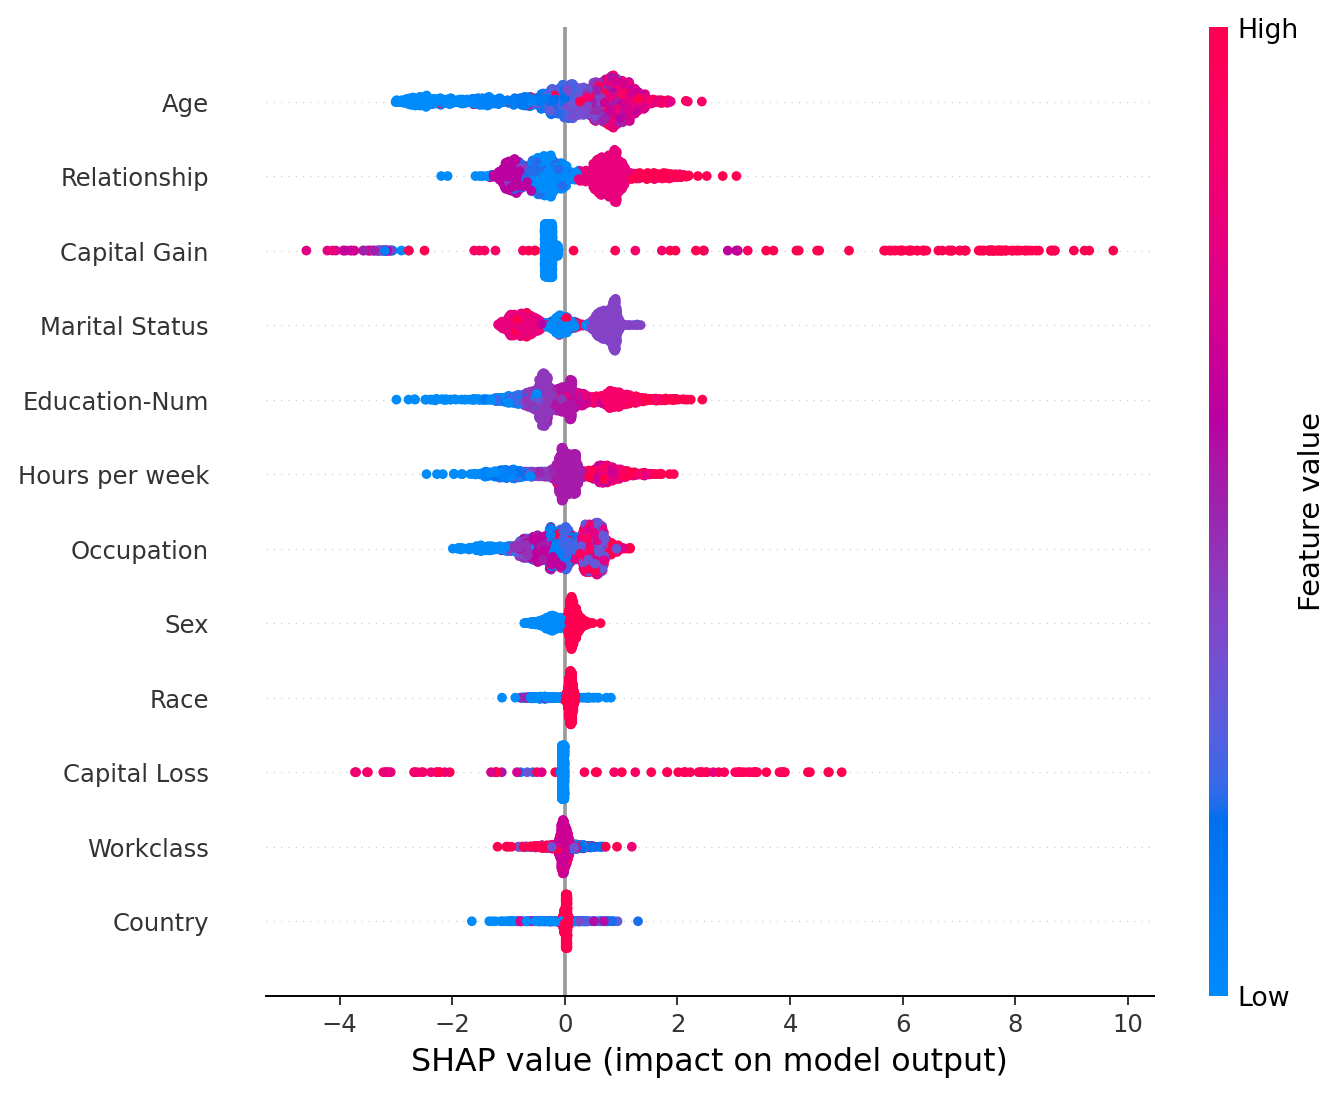 High
Age
Relationship
Capital Gain
Marital Status
Education-Num
Hours per week
Occupation
Sex
Race
Capital Loss
Workclass
Country
Feature value
Low
−4 −2 0 2 4 6 8 10
SHAP value (impact on model output)